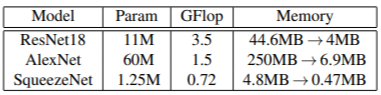 Model Param GFlop Memory
ResNet18 11M 3.5 44.6MB → 4MB
AlexNet 60M 1.5 250MB → 6.9MB
SqueezeNet 1.25M 0.72 4.8MB → 0.47MB